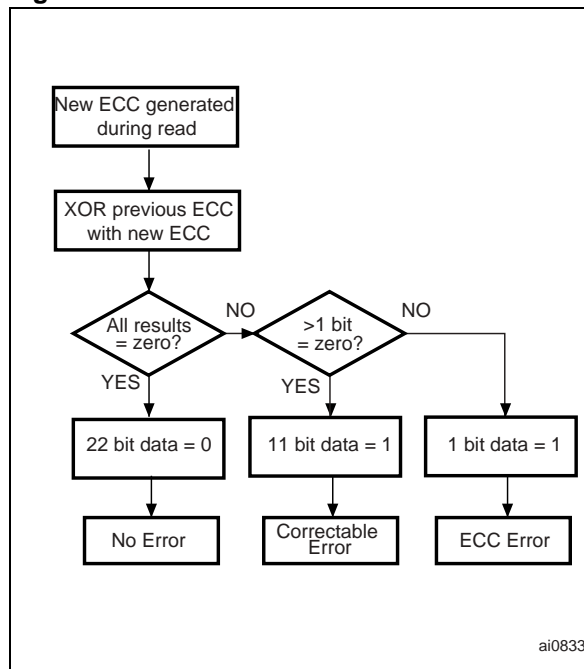 New ECC generated
during read
XOR previous ECC
with new ECC
All results
= zero?
NO
>1 bit
= zero?
NO
YES
YES
22 bit data = 0
11 bit data = 1
1 bit data = 1
No Error
Correctable
Error
ECC Error
ai0833